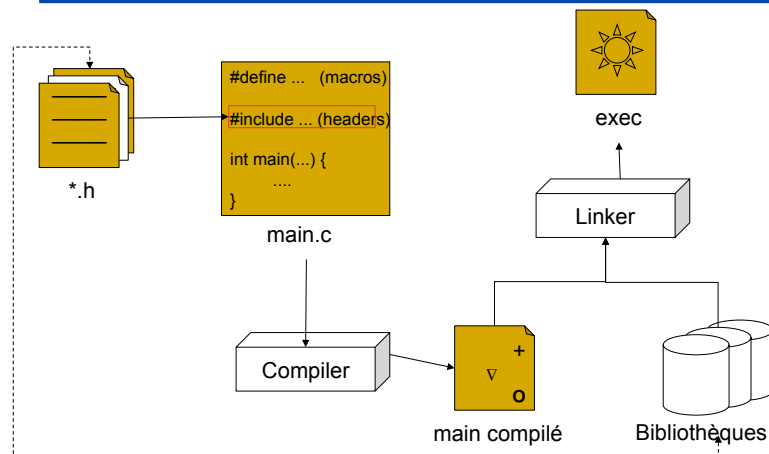 #define ... (macros)
#include ... (headers)
int main(...) {
....
}
*.h
main.c
exec
Linker
Compiler
+
∇
O
main compilé
Bibliothèques